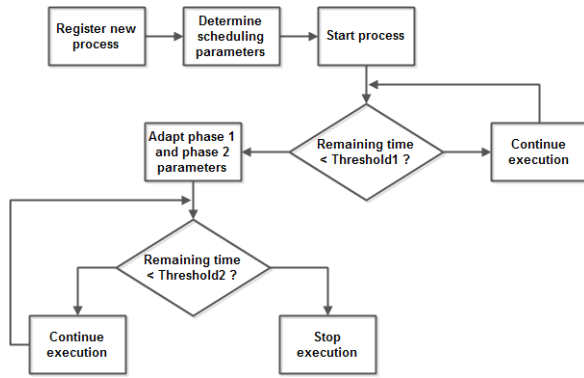 Register new
process
Determine
scheduling
parameters
Start process
Adapt phase 1
and phase 2
parameters
Remaining time
< Threshold1 ?
Continue
execution
Remaining time
< Threshold2 ?
Continue
execution
Stop
execution